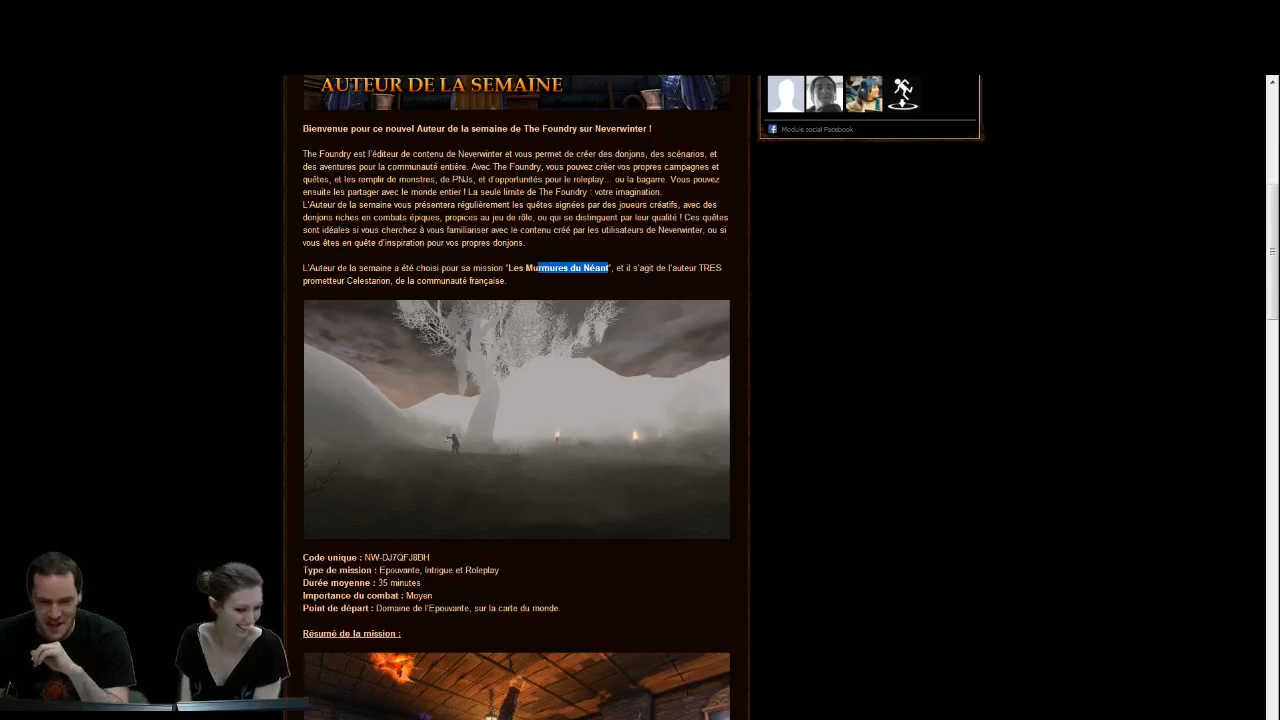 AUTEUR DE LA SEMAINE
Bienvenue pour ce nouvel Auteur de la semaine de The Foundry sur Neverwinter !
The Foundry est l'éditeur de contenu de Neverwinter et vous permet de créer des donjons, des scénarios, et
des aventures pour la communauté entière. Avec The Foundry, vous pouvez créer vos propres campagnes et
quêtes, et les remplir de monstres, de PNJs, et d'opportunités pour le roleplay… ou la bagarre. Vous pouvez
ensuite les partager avec le monde entier ! La seule limite de The Foundry : votre imagination.
L'Auteur de la semaine vous présentera régulièrement les quêtes signées par des joueurs créatifs, avec des
donjons riches en combats épiques, propices au jeu de rôle, ou qui se distinguent par leur qualité ! Ces quêtes
sont idéales si vous cherchez à vous familiariser avec le contenu créé par les utilisateurs de Neverwinter, ou si
vous êtes en quête d'inspiration pour vos propres donjons.
L'Auteur de la semaine a été choisi pour sa mission "Les Murmures du Néant", et il s'agit de l'auteur TRES
prometteur Celestarion, de la communauté française.
Code unique : NW-DJ7QFJ8BH
Type de mission : Epouvante, Intrigue et Roleplay
Durée moyenne : 35 minutes
Importance du combat : Moyen
Point de départ : Domaine de l'Epouvante, sur la carte du monde.
Résumé de la mission :
Module social Facebook